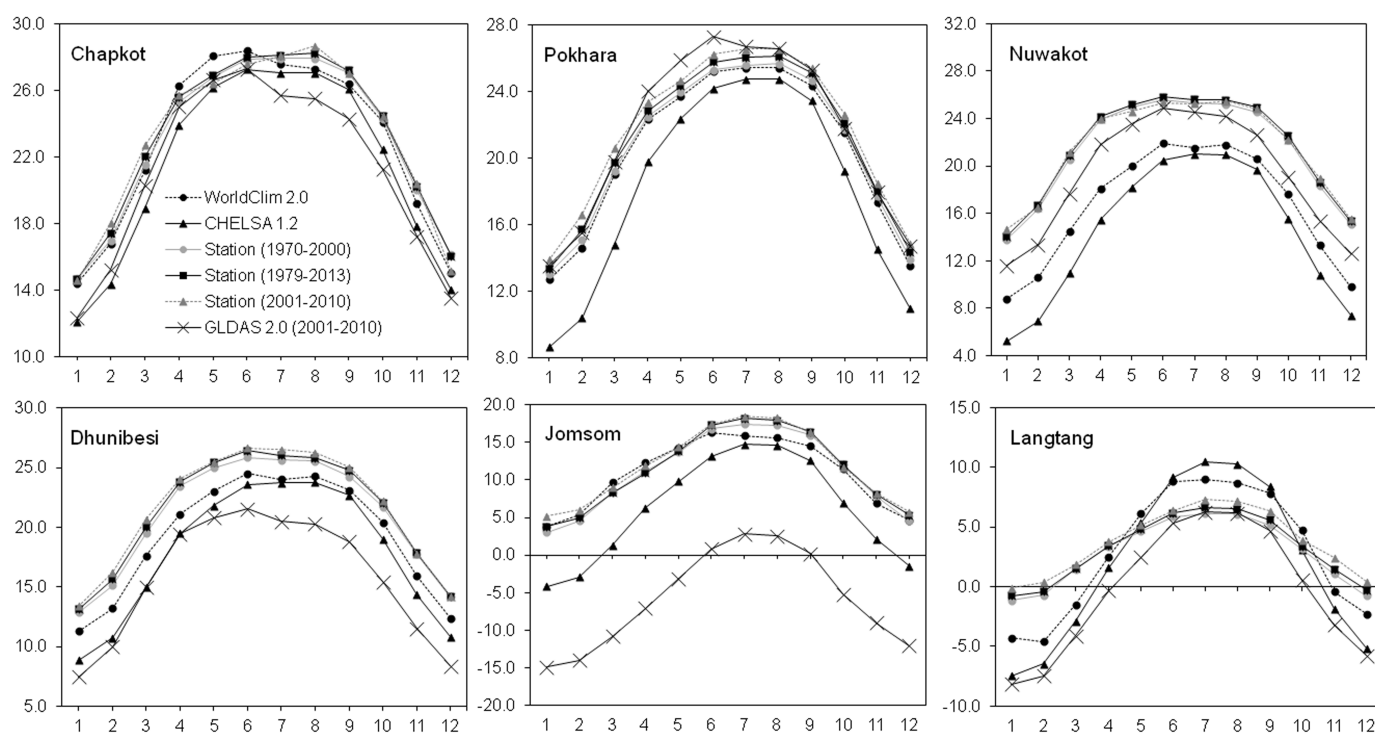 Chapkot
30.0
26.0
22.0
18.0
14.0
10.0
WorldClim 2.0
CHELSA 1.2
Station (1970-2000)
Station (1979-2013)
Station (2001-2010)
GLDAS 2.0 (2001-2010)
1 2 3 4 5 6 7 8 9 10 11 12
Pokhara
28.0
24.0
20.0
16.0
12.0
8.0
1 2 3 4 5 6 7 8 9 10 11 12
Nuwakot
32.0
28.0
24.0
20.0
16.0
12.0
8.0
4.0
1 2 3 4 5 6 7 8 9 10 11 12
Dhunibesi
30.0
25.0
20.0
15.0
10.0
5.0
1 2 3 4 5 6 7 8 9 10 11 12
Jomsom
20.0
15.0
10.0
5.0
0.0
-5.0
-10.0
-15.0
-20.0
1 2 3 4 5 6 7 8 9 10 11 12
Langtang
15.0
10.0
5.0
0.0
-5.0
-10.0
1 2 3 4 5 6 7 8 9 10 11 12